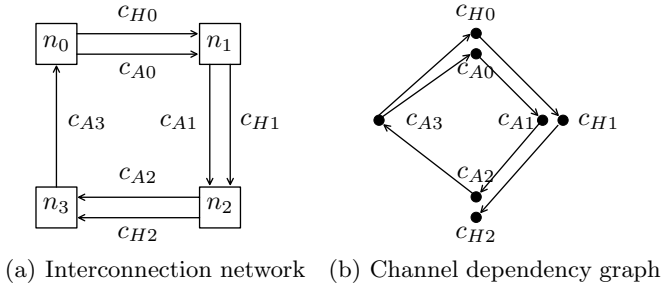 c_{H0}
n_0 n_1
c_{A0}
c_{A3} c_{A1} c_{H1}
c_{A2}
n_3 n_2
c_{H2}
(a) Interconnection network
c_{H0}
c_{A0}
c_{A3} c_{A1} c_{H1}
c_{A2}
c_{H2}
(b) Channel dependency graph